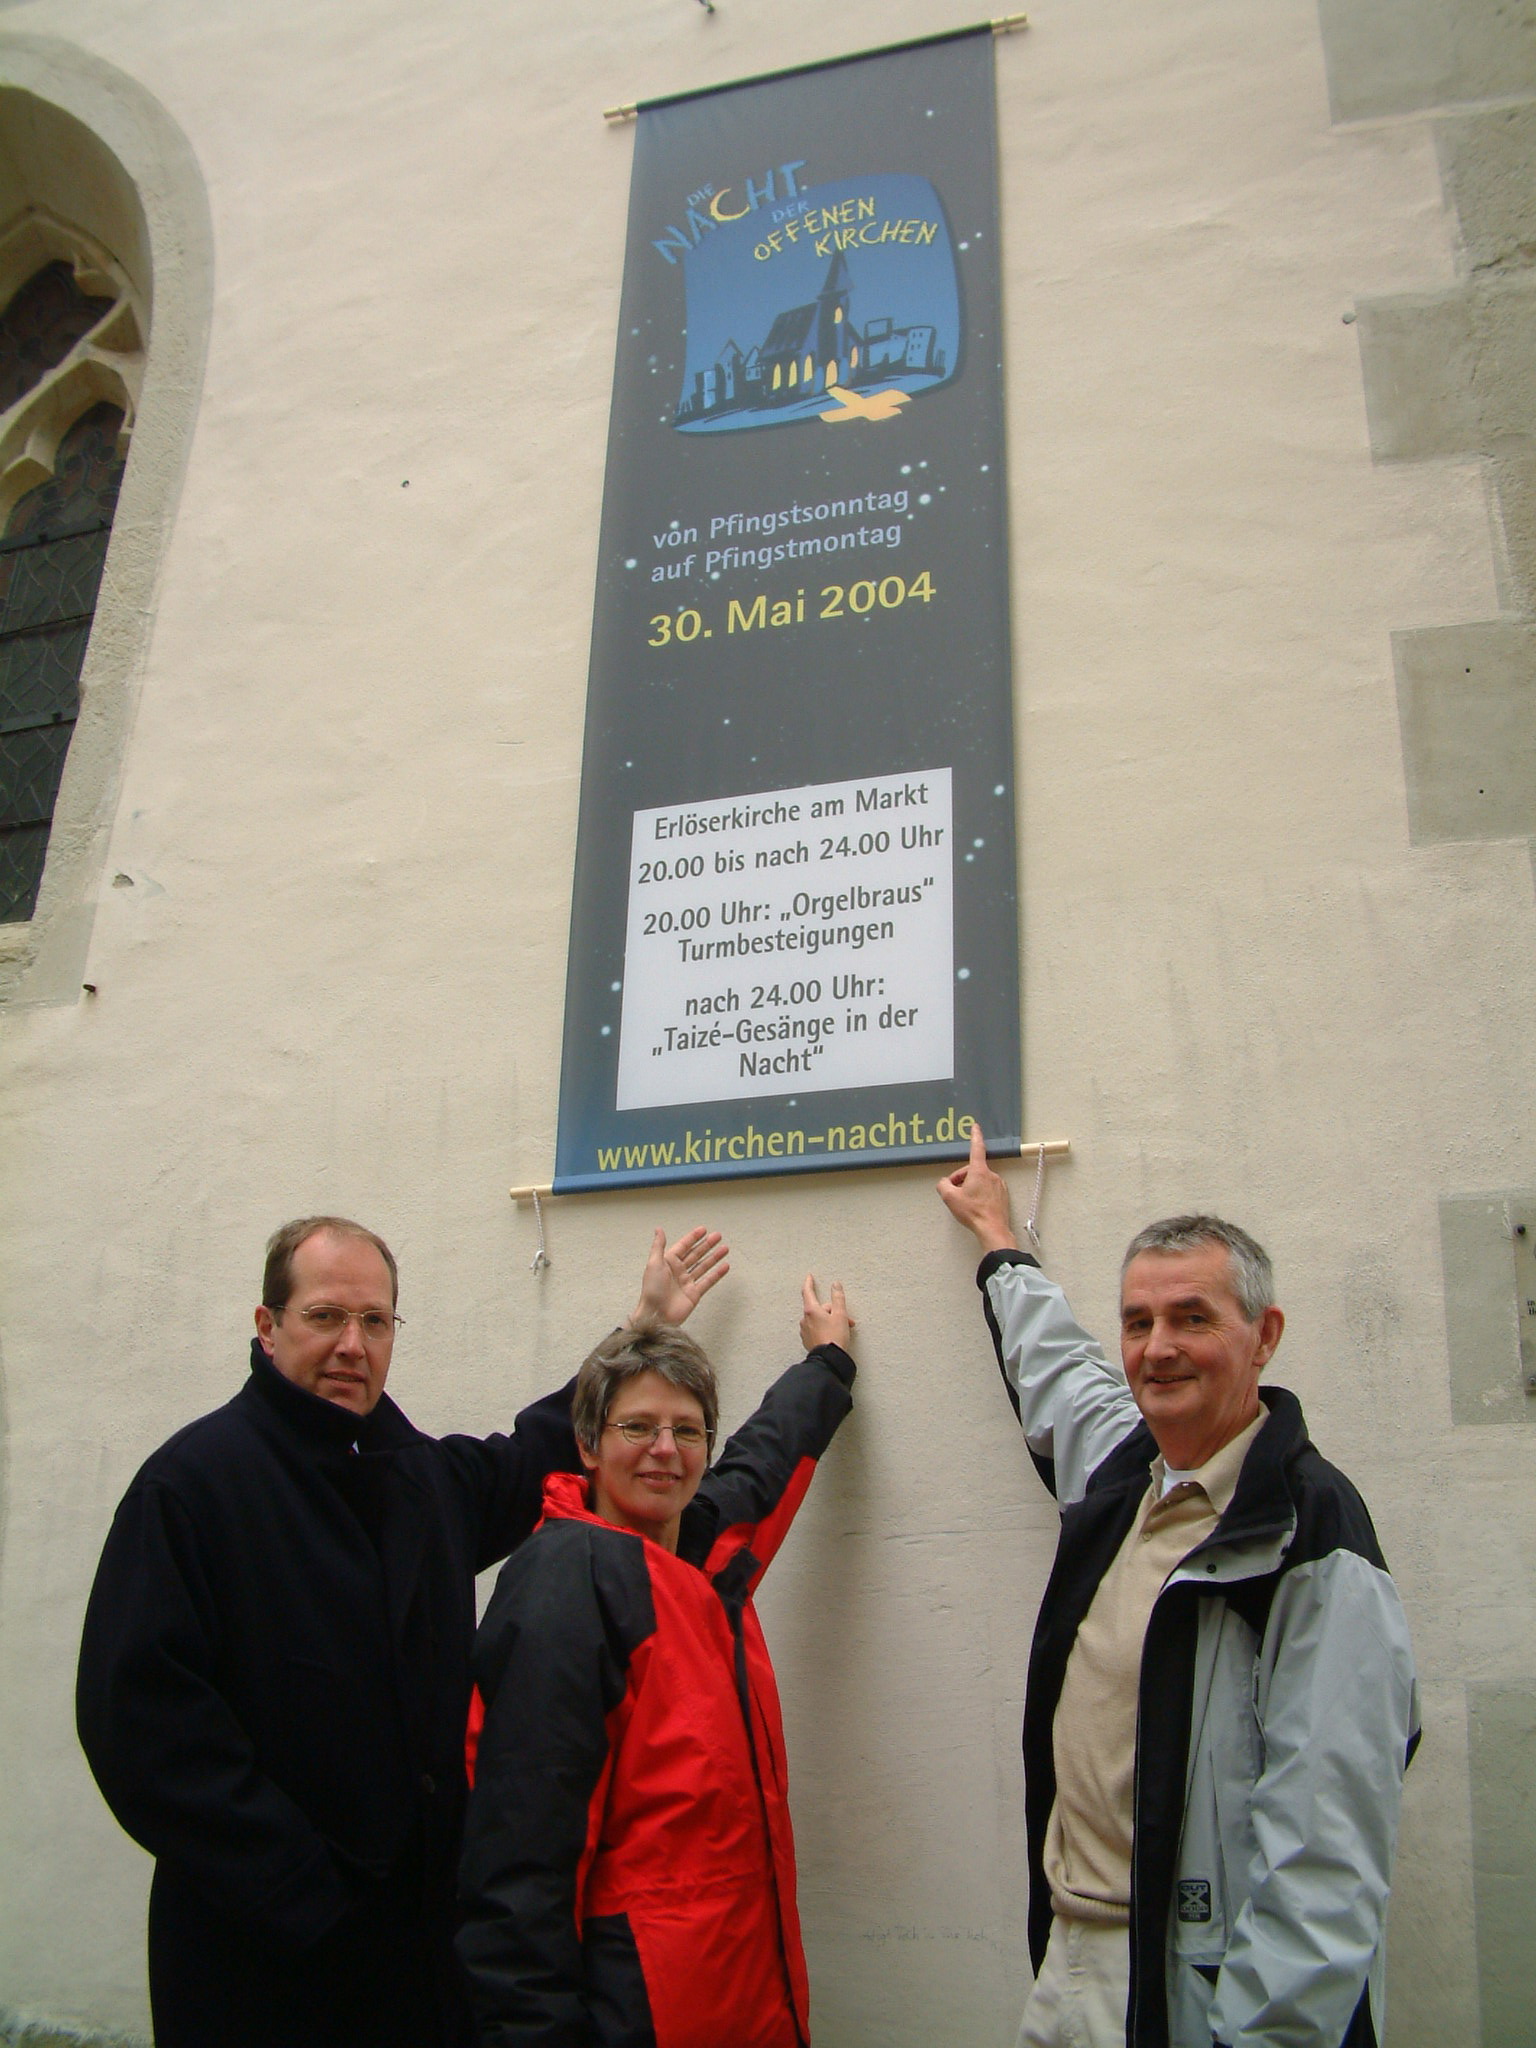 DIE
NACHT
DER
OFFENEN
KIRCHEN
von Pfingstsonntag
auf Pfingstmontag
30. Mai 2004
Erlöserkirche am Markt
20.00 bis nach 24.00 Uhr
20.00 Uhr: „Orgelbraus“
Turmbesteigungen
nach 24.00 Uhr:
„Taizé-Gesänge in der
Nacht“
www.kirchen-nacht.de
OUT
X